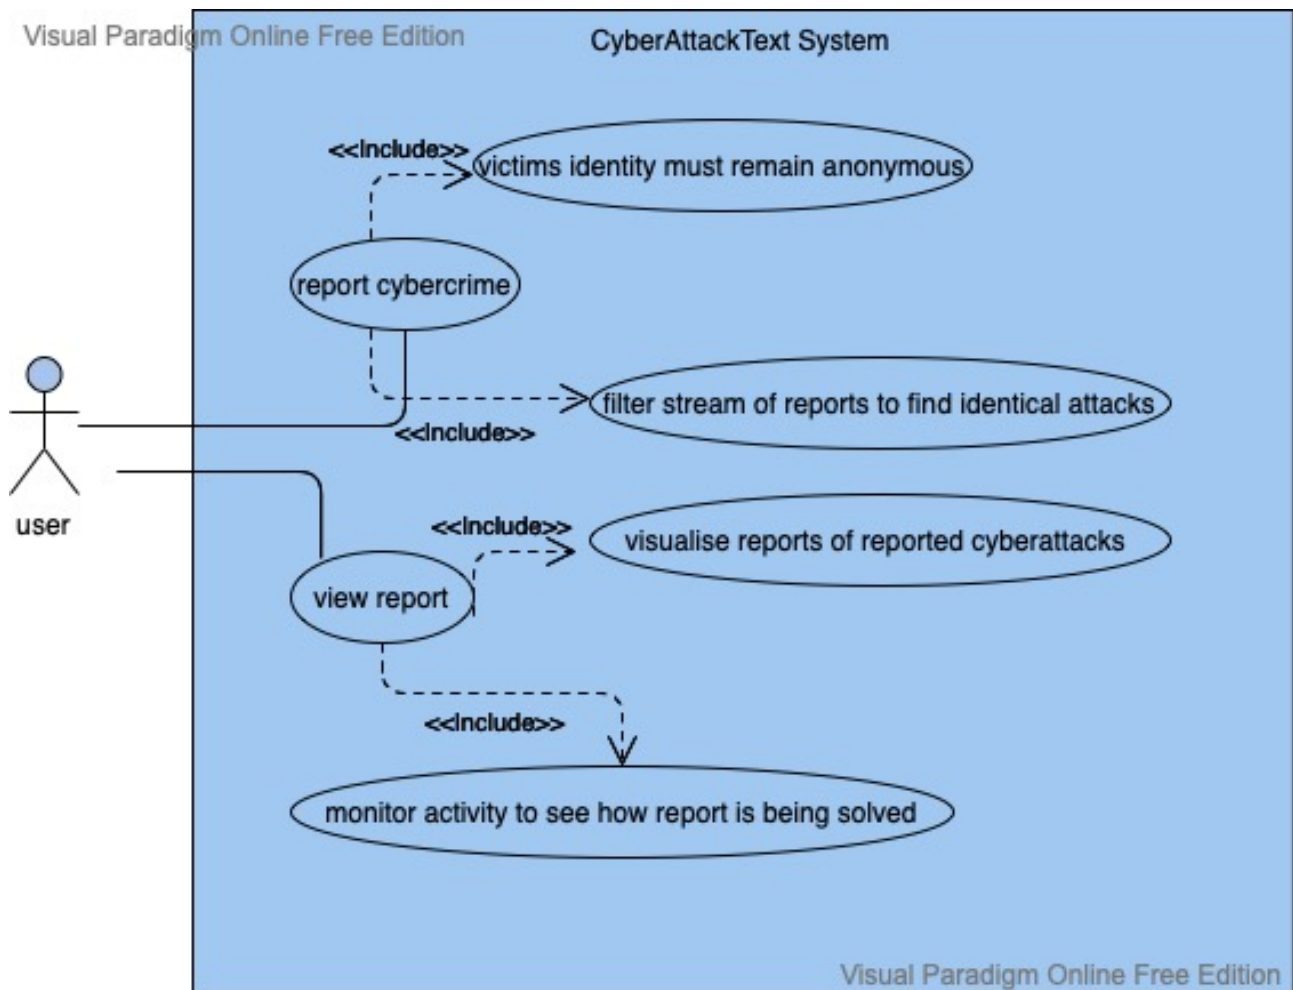 Visual Paradigm Online Free Edition
CyberAttackText System
<<Include>>
victims identity must remain anonymous
report cybercrime
filter stream of reports to find identical attacks
<<Include>>
user
<<Include>>
visualise reports of reported cyberattacks
view report
<<Include>>
monitor activity to see how report is being solved
Visual Paradigm Online Free Edition